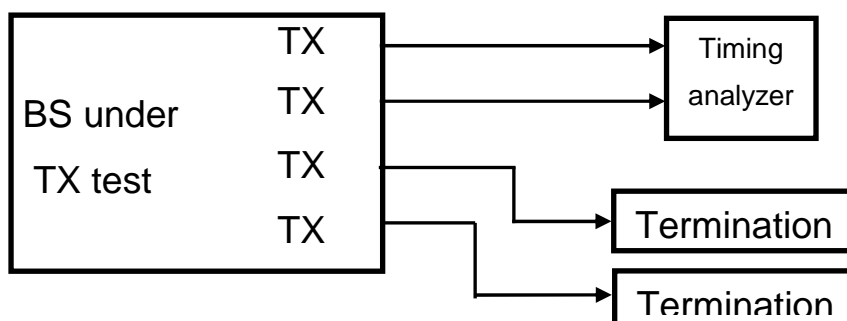 TX
TX
TX
TX
BS under
TX test
Timing
analyzer
Termination
Termination